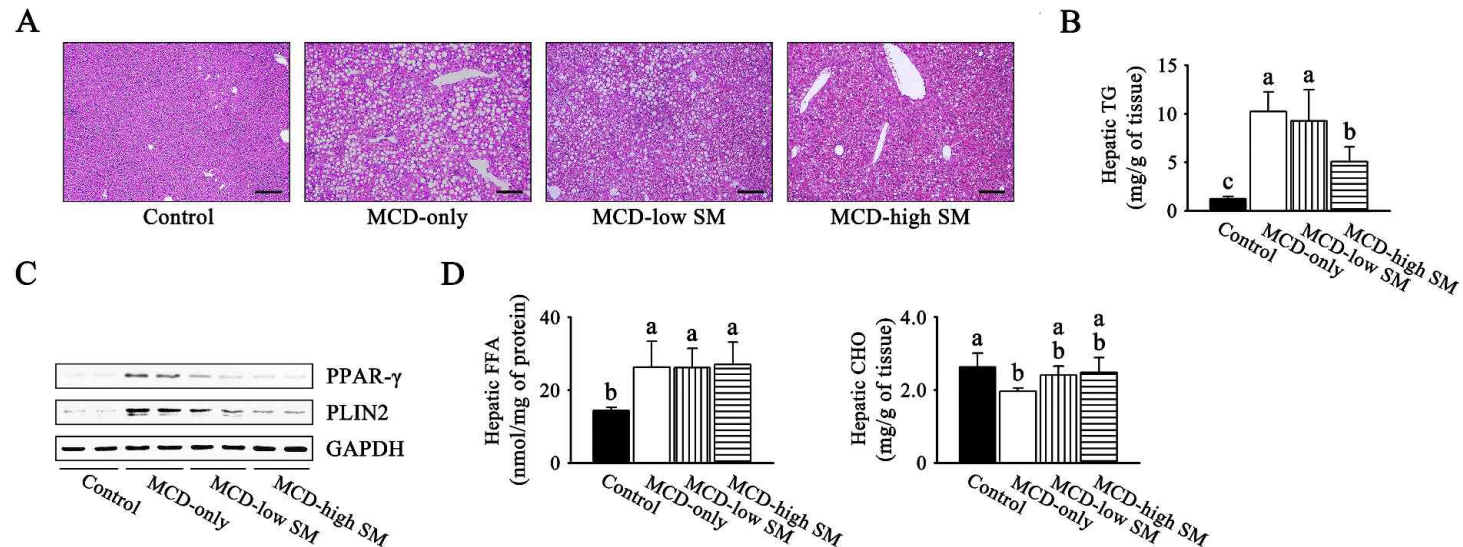 A
Control
MCD-only
MCD-low SM
MCD-high SM
B
Hepatic TG
(mg/g of tissue)
15
10
5
0
c
a
a
b
Control
MCD-only
MCD-low SM
MCD-high SM
C
PPAR-γ
PLIN2
GAPDH
Control
MCD-only
MCD-low SM
MCD-high SM
D
Hepatic FFA
(nmol/mg of protein)
40
20
0
b
a
a
a
Control
MCD-only
MCD-low SM
MCD-high SM
Hepatic CHO
(mg/g of tissue)
4.0
2.0
0
a
b
a
b
a
b
Control
MCD-only
MCD-low SM
MCD-high SM